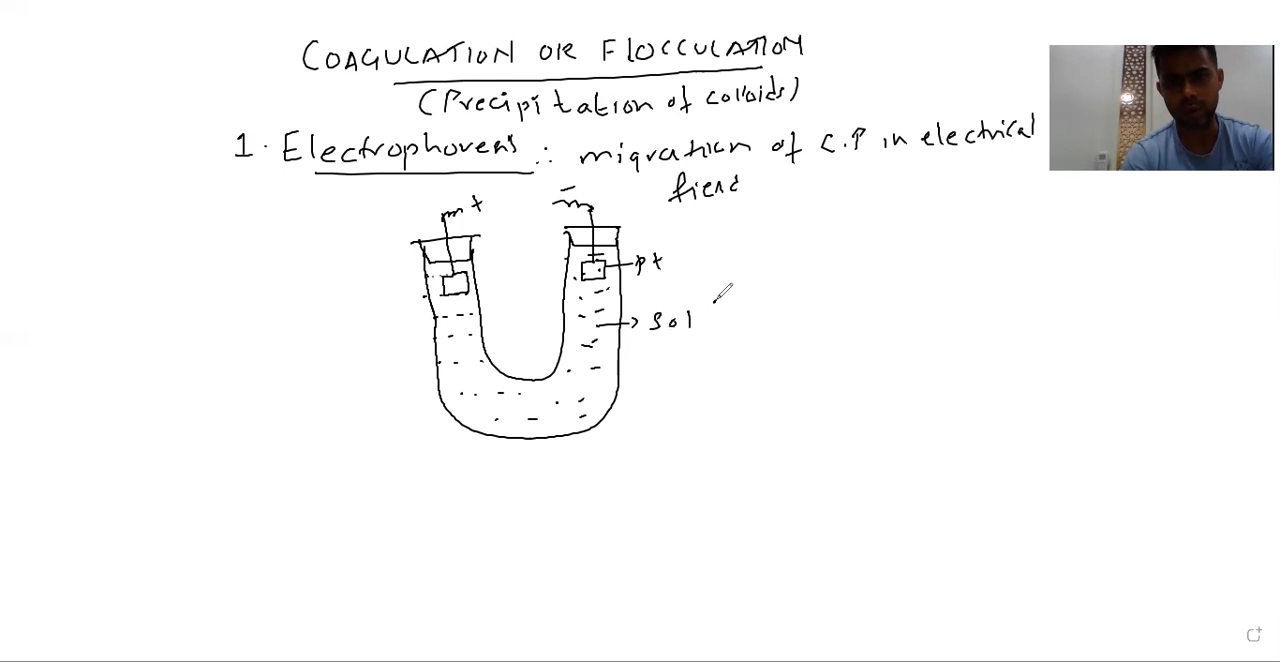 COAGULATION OR FLOCCULATION
(Precipitation of colloids)
1. Electrophoresis : migration of C.P in electrical
field
+
-
pt
sol